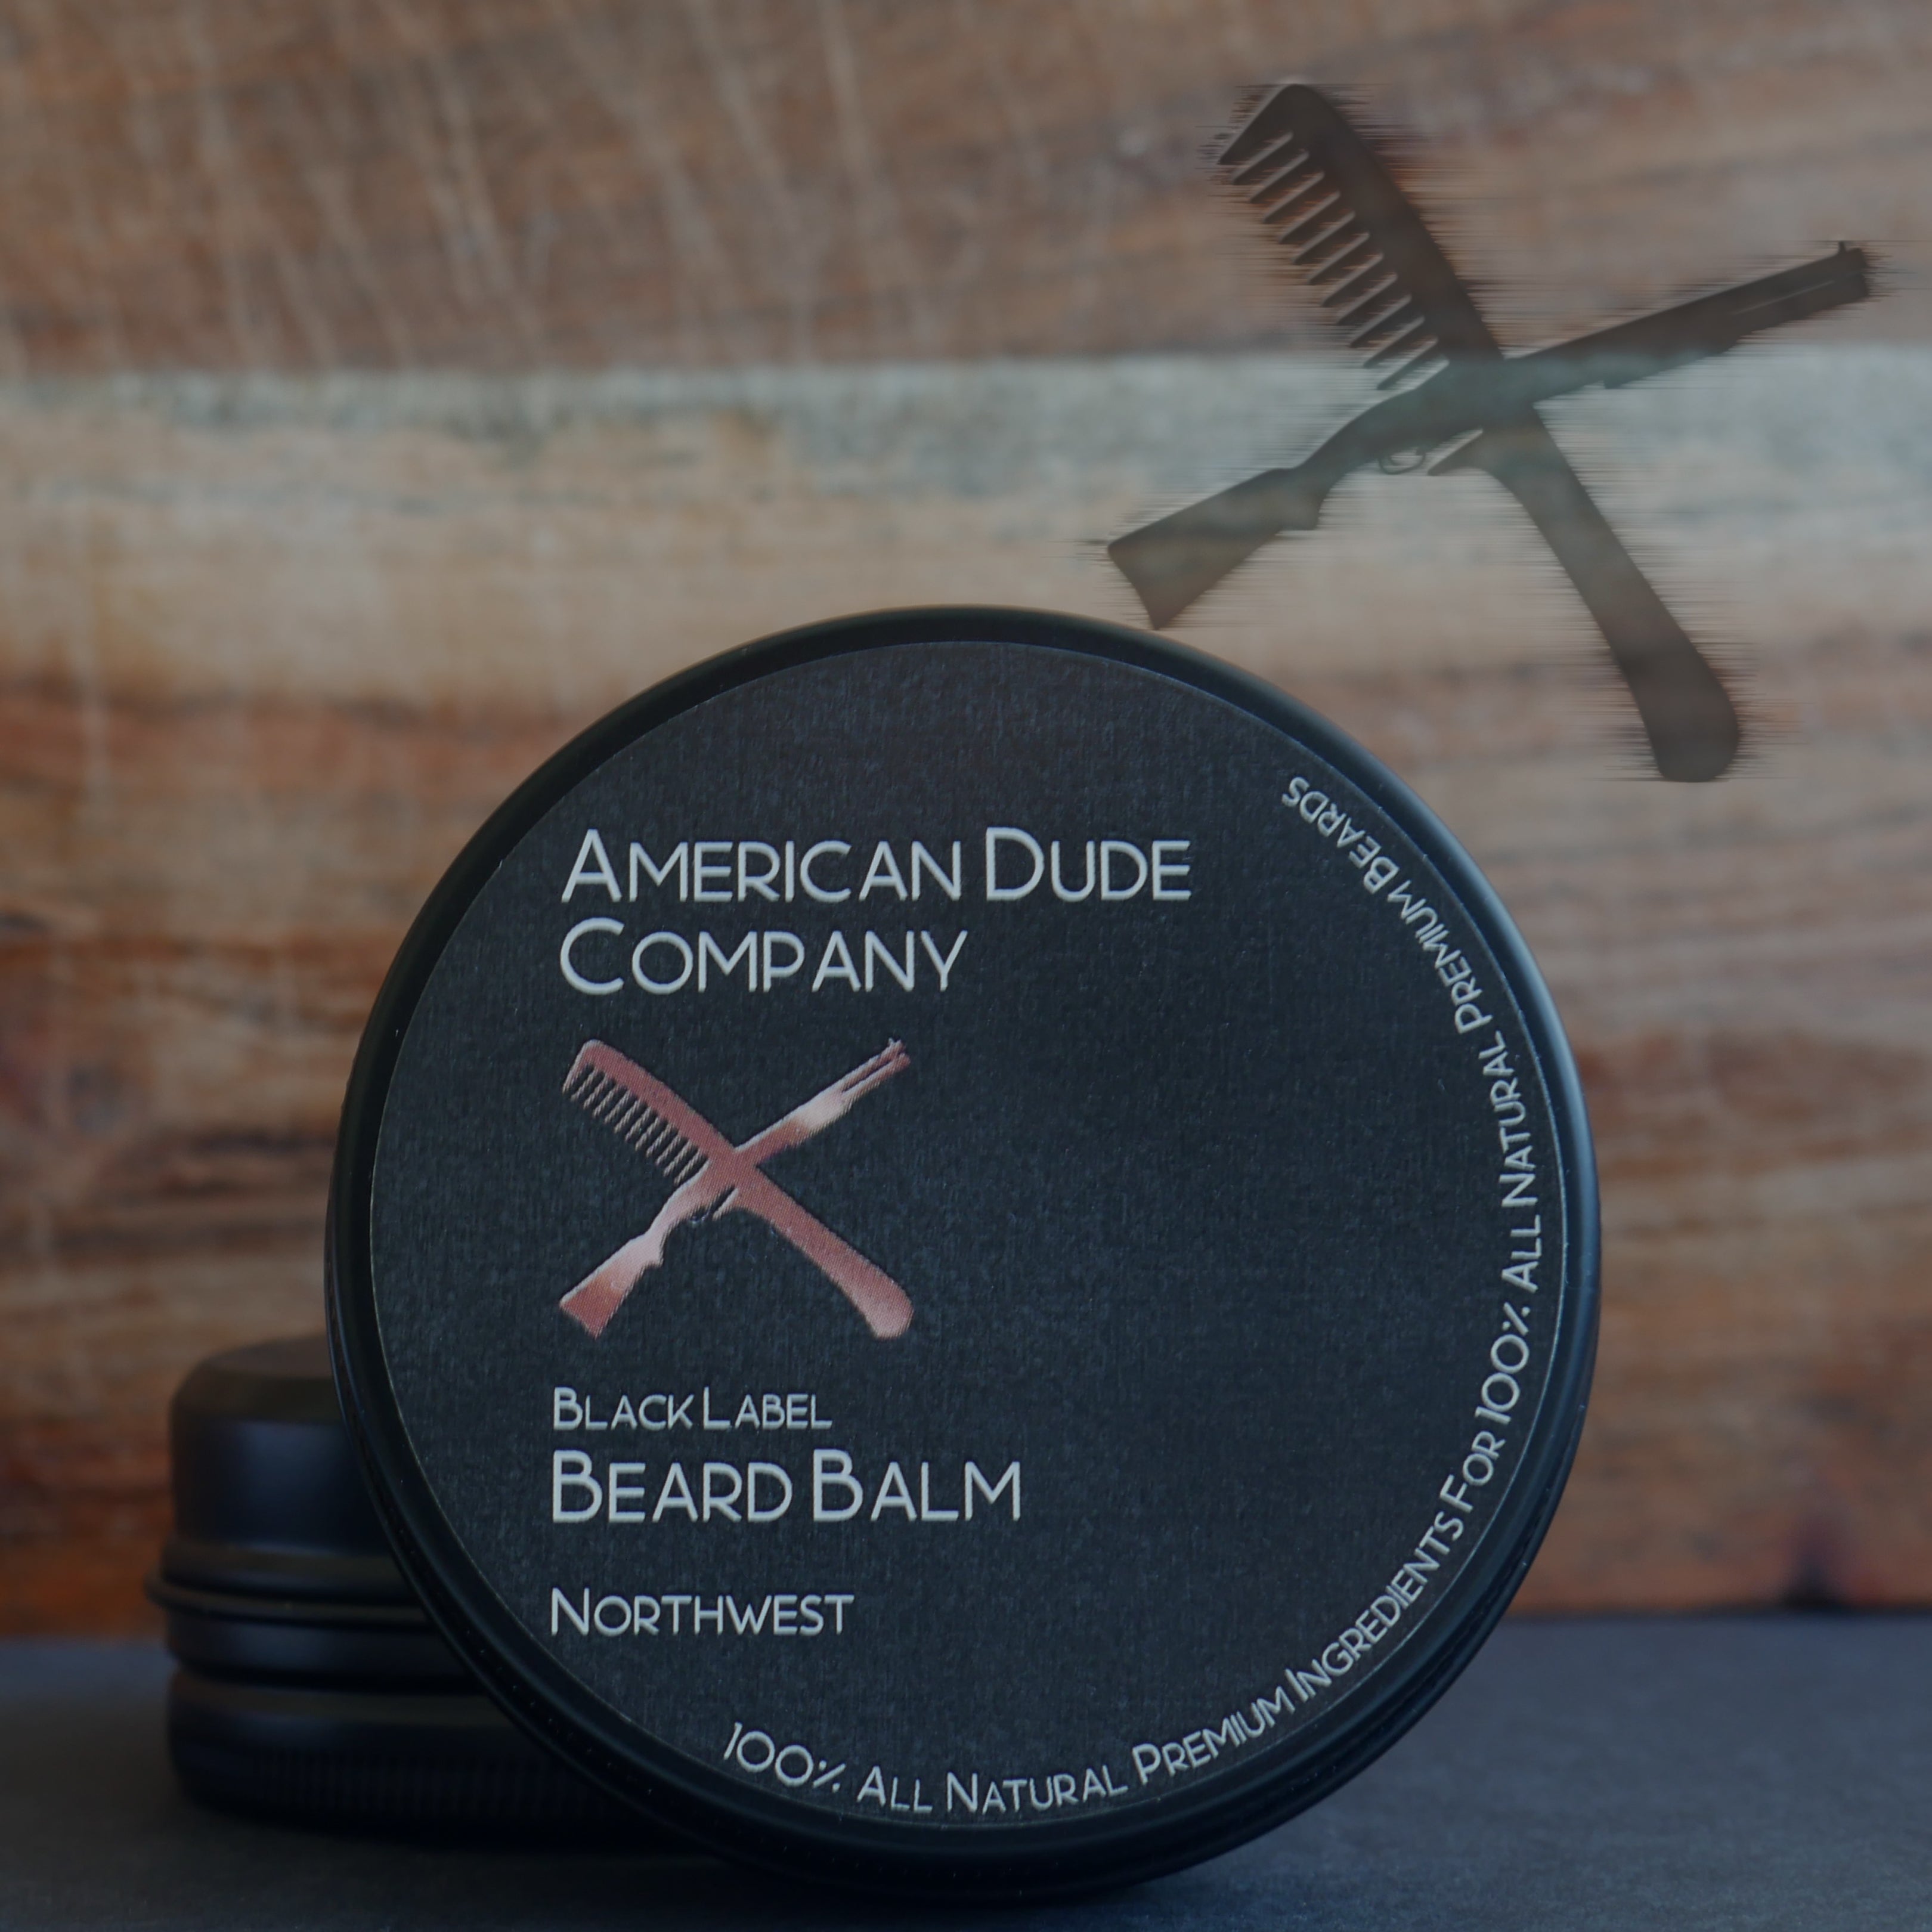 American Dude
Company
Black Label
Beard Balm
Northwest
100% All Natural Premium Ingredients For 100% All Natural Premium Beards